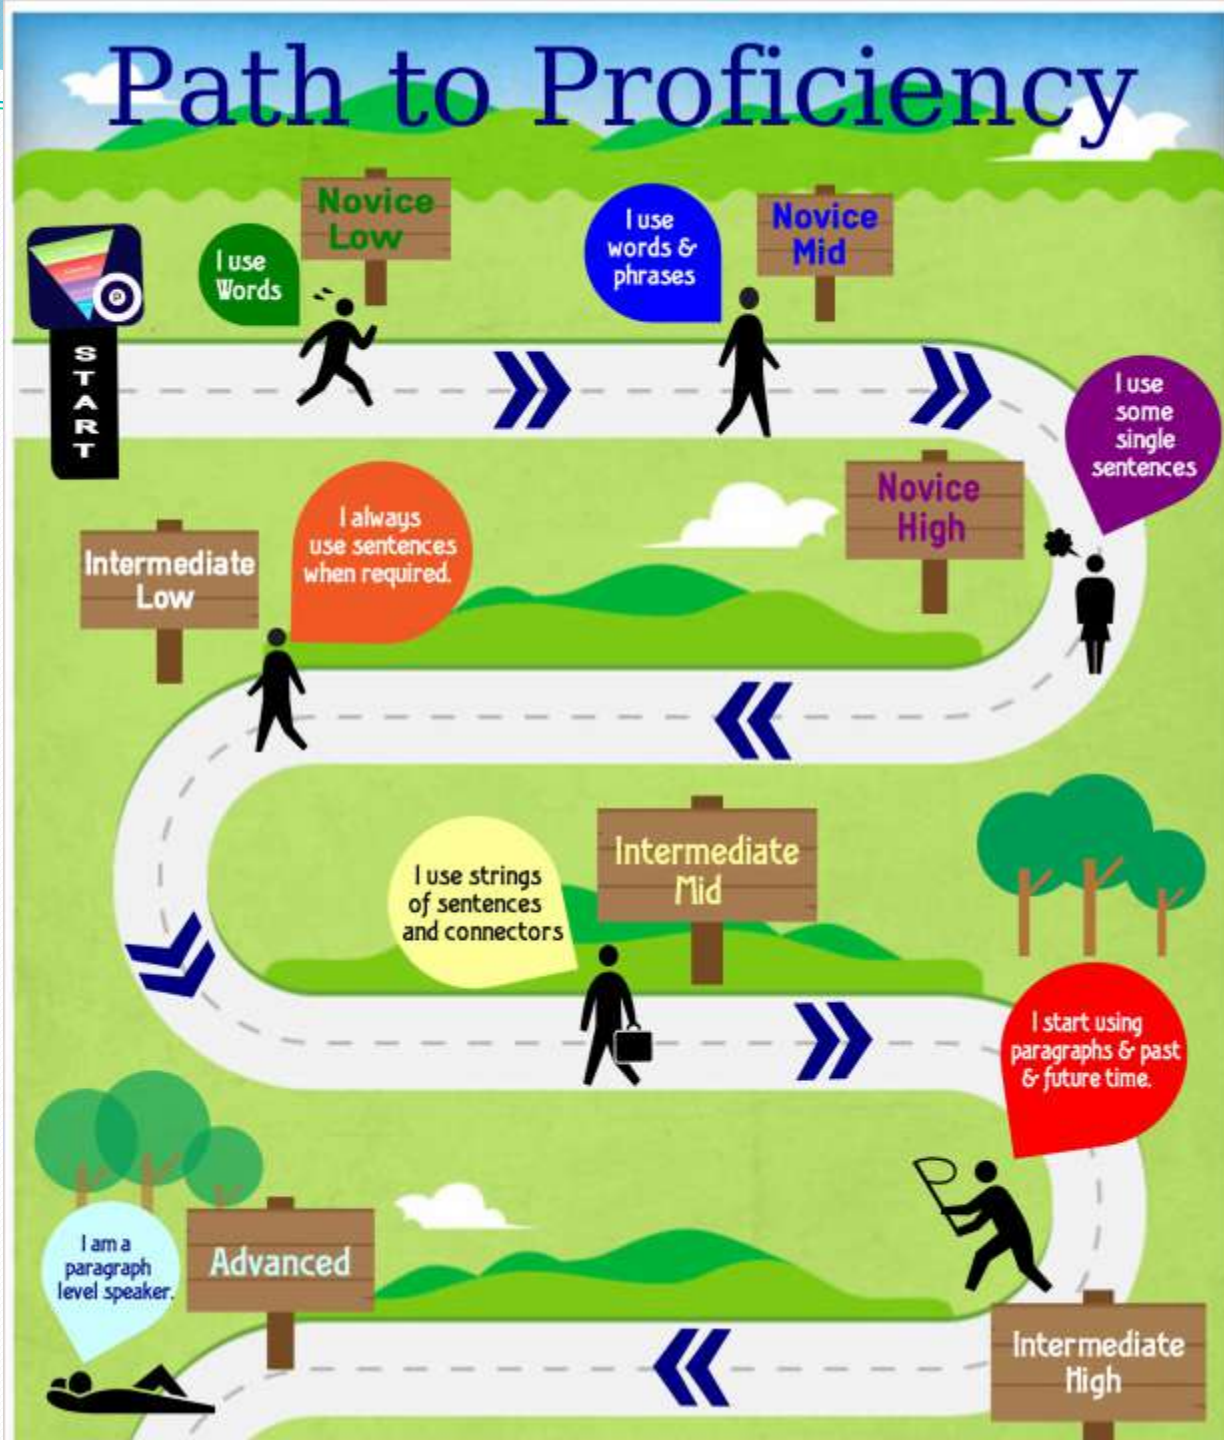 Path to Proficiency
Novice
Low
I use
Words
I use
words &
phrases
Novice
Mid
START
I use
some
single
sentences
Novice
High
I always
use sentences
when required.
Intermediate
Low
Intermediate
Mid
I use strings
of sentences
and connectors
I start using
paragraphs & past
& future time.
Intermediate
High
Advanced
I am a
paragraph
level speaker.